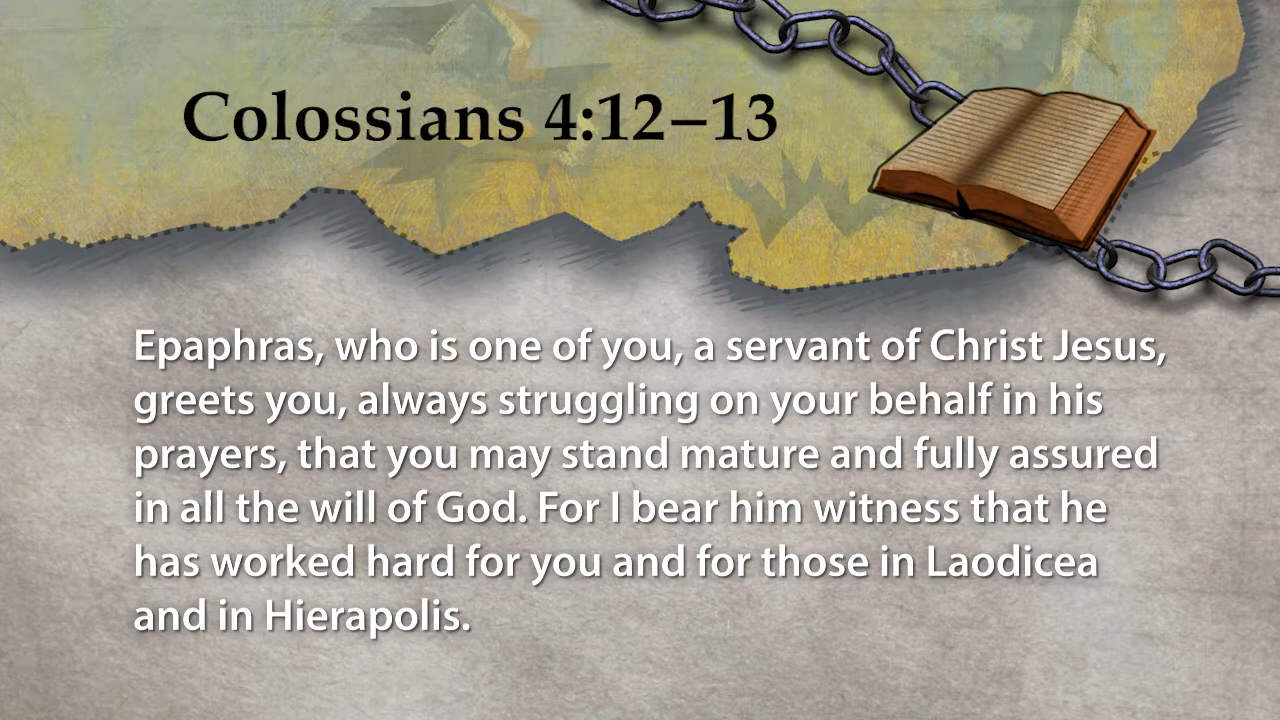 Colossians 4:12–13
Epaphras, who is one of you, a servant of Christ Jesus,
greets you, always struggling on your behalf in his
prayers, that you may stand mature and fully assured
in all the will of God. For I bear him witness that he
has worked hard for you and for those in Laodicea
and in Hierapolis.